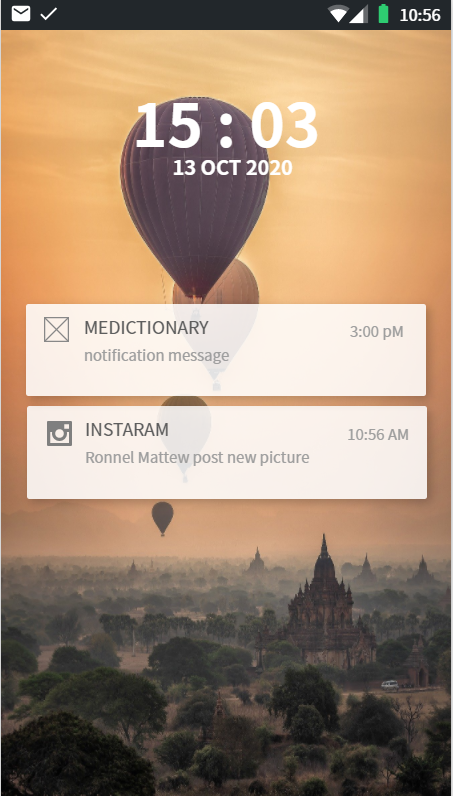 10:56
15 : 03
13 OCT 2020
MEDICTIONARY
3:00 pM
notification message
INSTARAM
10:56 AM
Ronnel Mattew post new picture